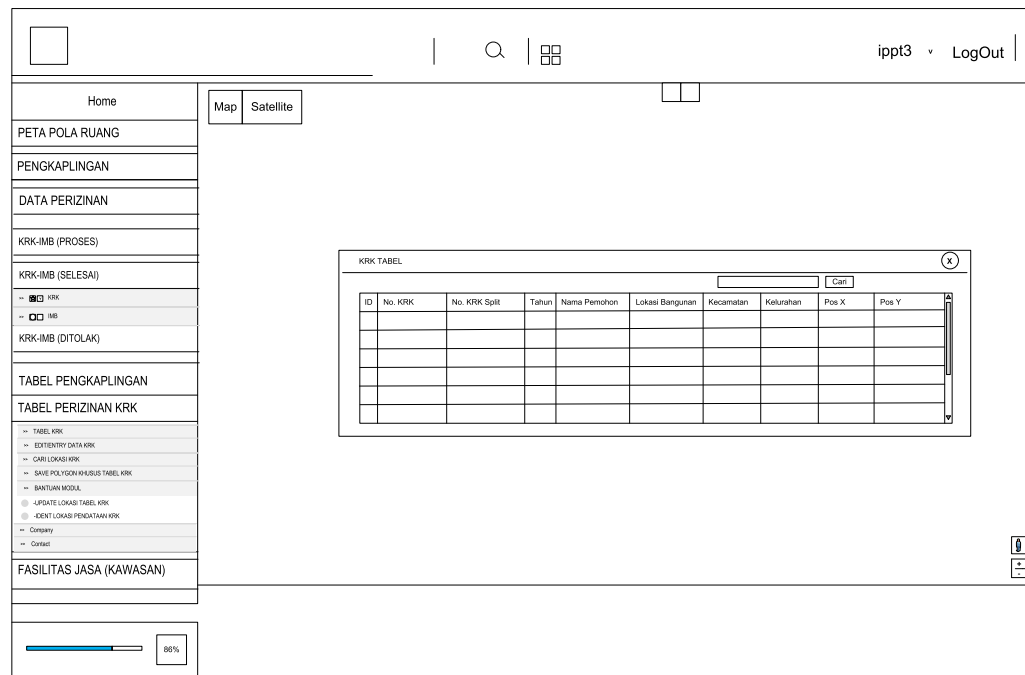 ippt3 v LogOut
Home
PETA POLA RUANG
PENGKAPLINGAN
DATA PERIZINAN
KRK-IMB (PROSES)
KRK-IMB (SELESAI)
>> KRK
>> IMB
KRK-IMB (DITOLAK)
TABEL PENGKAPLINGAN
TABEL PERIZINAN KRK
>> TABEL KRK
>> EDIT/ENTRY DATA KRK
>> CARI LOKASI KRK
>> SAVE POLYGON KHUSUS TABEL KRK
>> BANTUAN MODUL
-UPDATE LOKASI TABEL KRK
-IDENT LOKASI PENDATAAN KRK
>> Company
>> Contact
FASILITAS JASA (KAWASAN)
86%
Map Satellite
KRK TABEL X
Cari
ID No. KRK No. KRK Split Tahun Nama Pemohon Lokasi Bangunan Kecamatan Kelurahan Pos X Pos Y
+
-